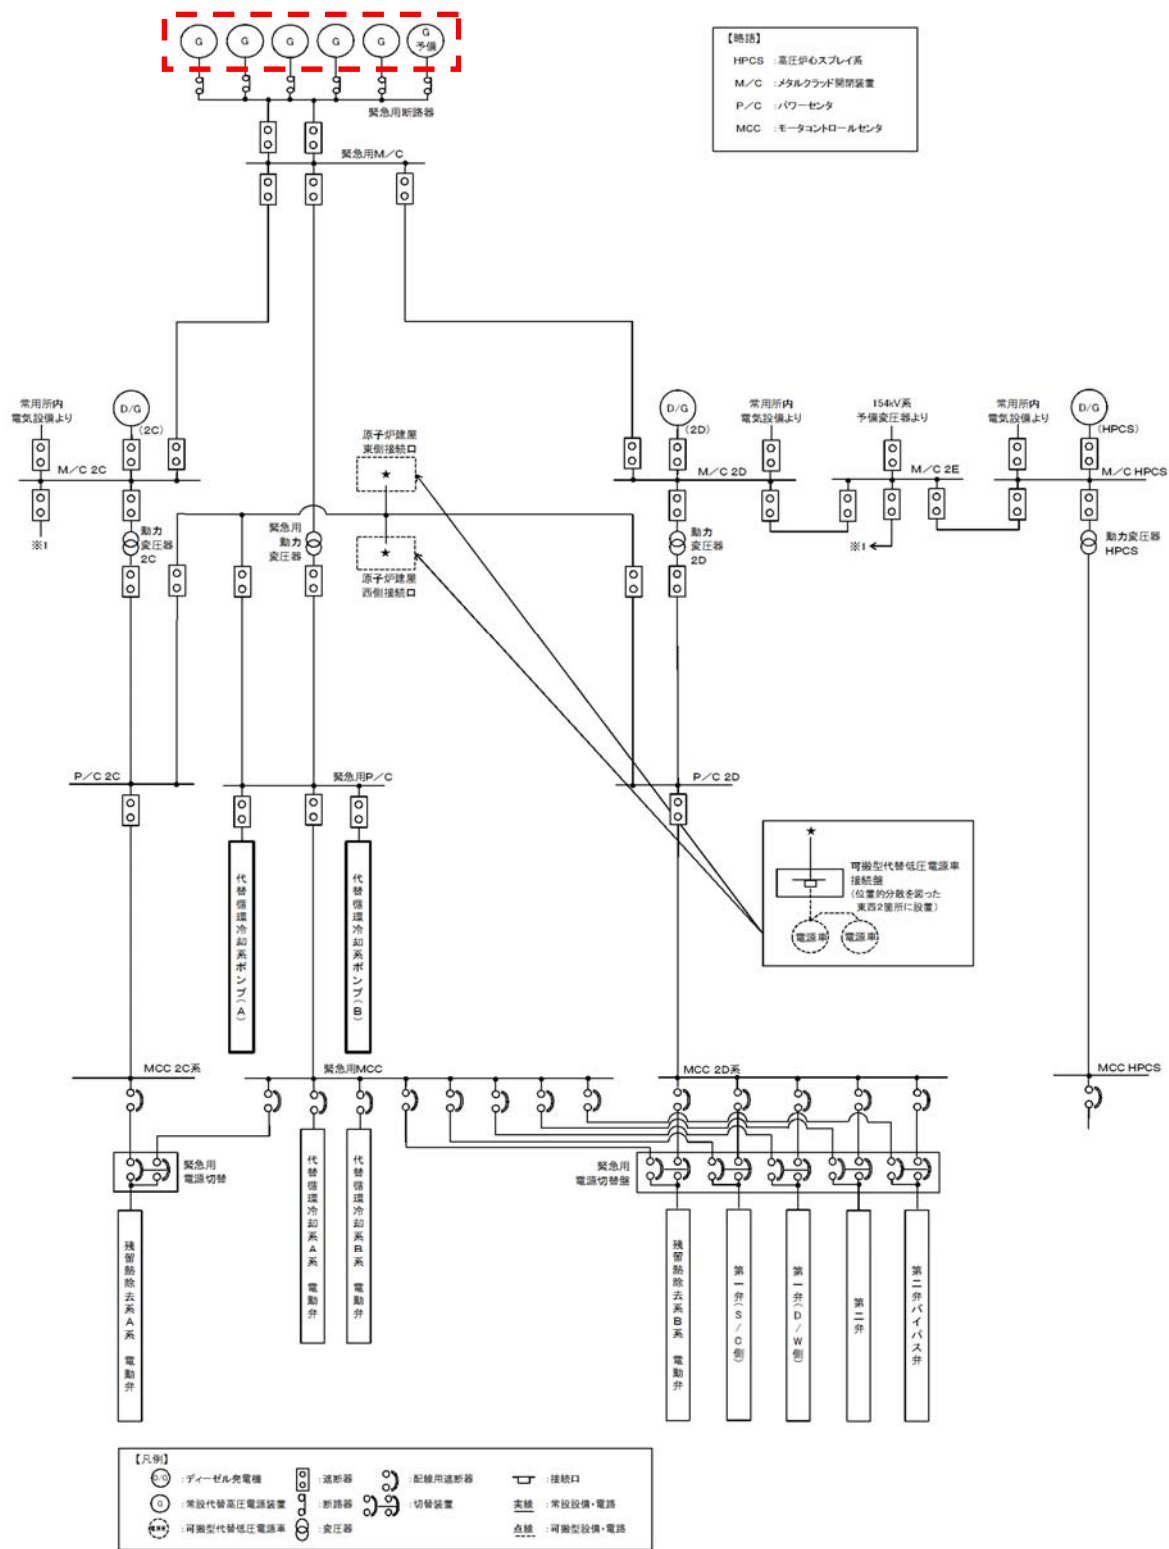 G
G
G
G
G
G
予備
緊急用断路器
緊急用M/C
【略語】
HPCS :高圧炉心スプレイ系
M/C :メタルクラッド開閉装置
P/C :パワーセンタ
MCC :モータコントロールセンタ
常用所内
電気設備より
D/G
(2C)
M/C 2C
※1
動力
変圧器
2C
緊急用
動力
変圧器
原子炉建屋
東側接続口
★
★
原子炉建屋
西側接続口
D/G
(2D)
M/C 2D
動力
変圧器
2D
常用所内
電気設備より
154kV系
予備変圧器より
M/C 2E
※1
常用所内
電気設備より
D/G
(HPCS)
M/C HPCS
動力変圧器
HPCS
P/C 2C
緊急用P/C
P/C 2D
代替循環冷却系ポンプ(A)
代替循環冷却系ポンプ(B)
★
可搬型代替低圧電源車
接続盤
(位置的分散を図った
東西2箇所に設置)
電源車
電源車
MCC 2C系
緊急用MCC
MCC 2D系
MCC HPCS
緊急用
電源切替
緊急用
電源切替盤
残留熱除去系A系 電動弁
代替循環冷却系A系 電動弁
代替循環冷却系B系 電動弁
残留熱除去系B系 電動弁
第一弁(S/C側)
第一弁(D/W側)
第二弁
第二弁バイパス弁
【凡例】
D/G :ディーゼル発電機
:遮断器
:配線用遮断器
:接続口
G :常設代替高圧電源装置
:断路器
:切替装置
実線 :常設設備・電路
電源車 :可搬型代替低圧電源車
:変圧器
点線 :可搬型設備・電路